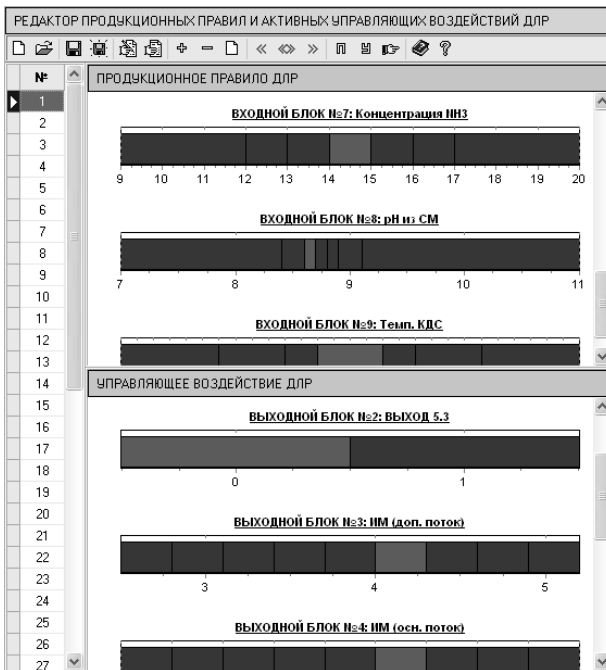 РЕДАКТОР ПРОДУКЦИОННЫХ ПРАВИЛ И АКТИВНЫХ УПРАВЛЯЮЩИХ ВОЗДЕЙСТВИЙ ДЛР
№
1
2
3
4
5
6
7
8
9
10
11
12
13
14
15
16
17
18
19
20
21
22
23
24
25
26
27
ПРОДУКЦИОННОЕ ПРАВИЛО ДЛР
ВХОДНОЙ БЛОК №7: Концентрация NH3
9 10 11 12 13 14 15 16 17 18 19 20
ВХОДНОЙ БЛОК №8: pH из СМ
7 8 9 10 11
ВХОДНОЙ БЛОК №9: Темп. КДС
УПРАВЛЯЮЩЕЕ ВОЗДЕЙСТВИЕ ДЛР
ВЫХОДНОЙ БЛОК №2: ВЫХОД 5.3
0 1
ВЫХОДНОЙ БЛОК №3: ИМ (доп. поток)
3 4 5
ВЫХОДНОЙ БЛОК №4: ИМ (осн. поток)